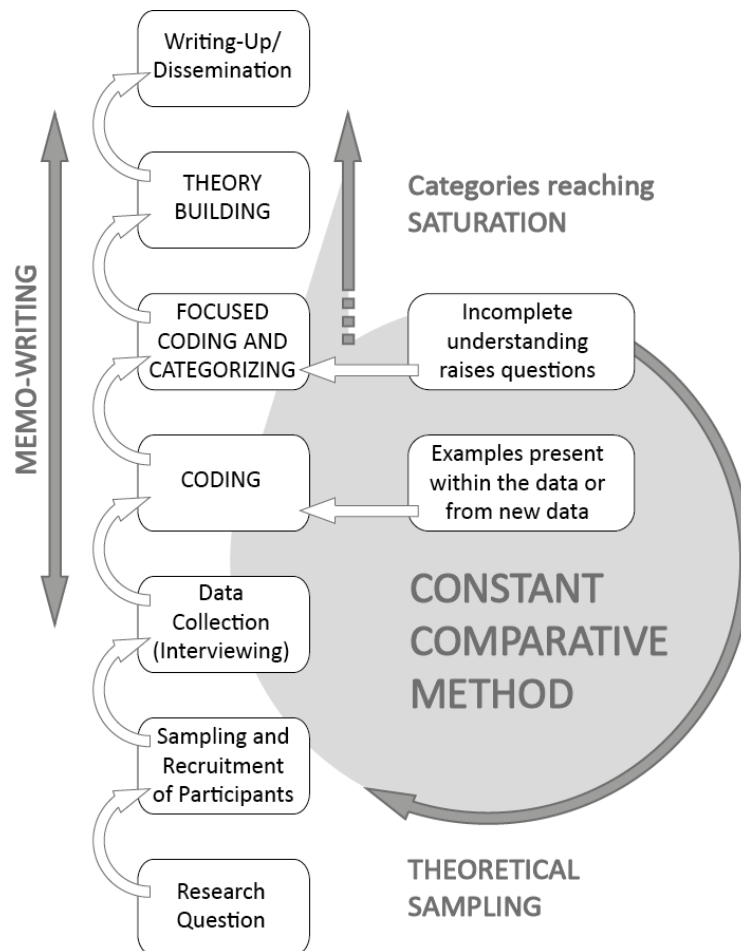 Writing-Up/
Dissemination
THEORY
BUILDING
Categories reaching
SATURATION
MEMO-WRITING
FOCUSED
CODING AND
CATEGORIZING
Incomplete
understanding
raises questions
CODING
Examples present
within the data or
from new data
Data
Collection
(Interviewing)
CONSTANT
COMPARATIVE
METHOD
Sampling and
Recruitment
of Participants
THEORETICAL
SAMPLING
Research
Question